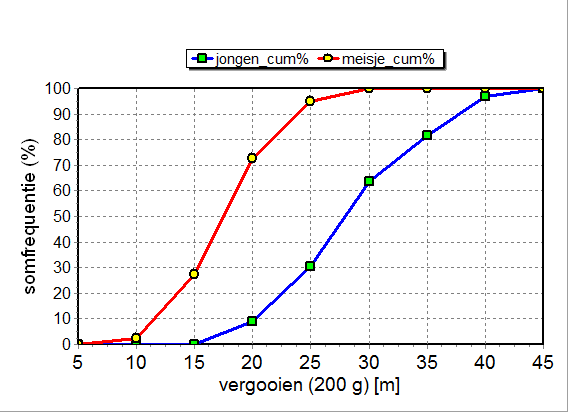 jongen_cum% meisje_cum%
100
90
80
70
60
50
40
30
20
10
0
somfrequentie (%)
5 10 15 20 25 30 35 40 45
vergooien (200 g) [m]